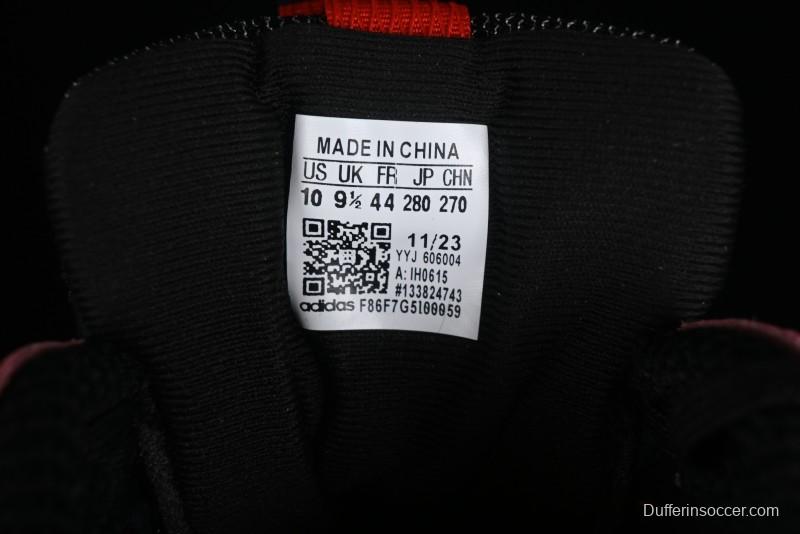 MADE IN CHINA
US UK FR JP CHN
10 9½ 44 280 270
11/23
YYJ 606004
A: IH0615
#133824743
adidas F86F7G5100059
Dufferinsoccer.com